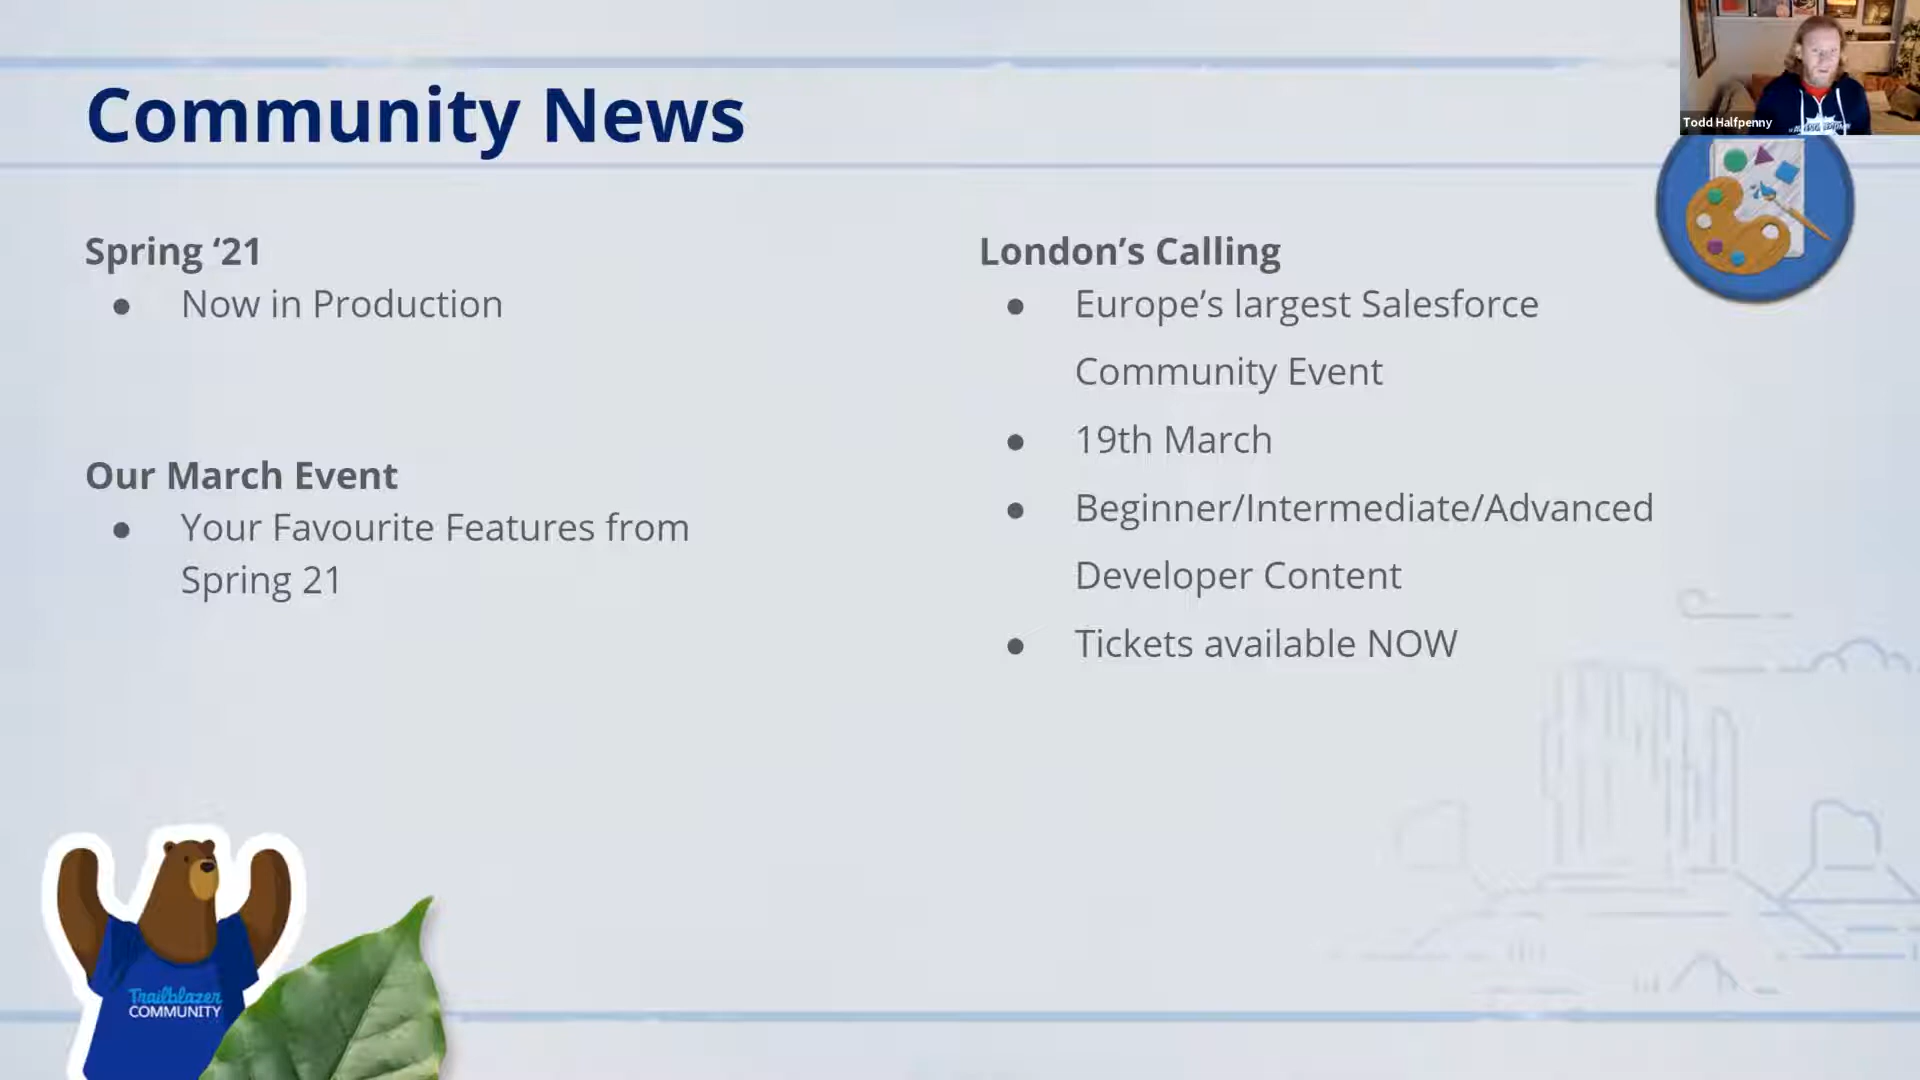 Community News
Todd Halfpenny
Spring ‘21
● Now in Production
Our March Event
● Your Favourite Features from
Spring 21
London’s Calling
● Europe’s largest Salesforce
Community Event
● 19th March
● Beginner/Intermediate/Advanced
Developer Content
● Tickets available NOW
Trailblazer
COMMUNITY